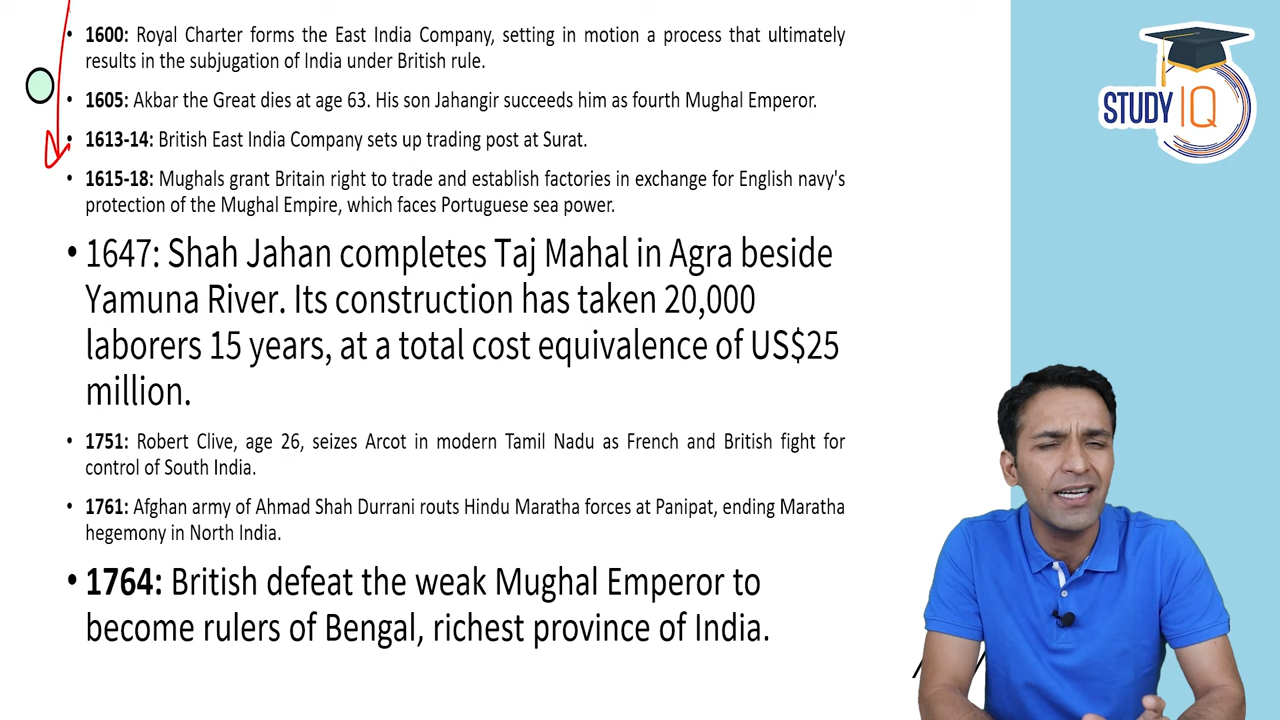 • 1600: Royal Charter forms the East India Company, setting in motion a process that ultimately
results in the subjugation of India under British rule.
• 1605: Akbar the Great dies at age 63. His son Jahangir succeeds him as fourth Mughal Emperor.
• 1613-14: British East India Company sets up trading post at Surat.
• 1615-18: Mughals grant Britain right to trade and establish factories in exchange for English navy's
protection of the Mughal Empire, which faces Portuguese sea power.
• 1647: Shah Jahan completes Taj Mahal in Agra beside
Yamuna River. Its construction has taken 20,000
laborers 15 years, at a total cost equivalence of US$25
million.
• 1751: Robert Clive, age 26, seizes Arcot in modern Tamil Nadu as French and British fight for
control of South India.
• 1761: Afghan army of Ahmad Shah Durrani routs Hindu Maratha forces at Panipat, ending Maratha
hegemony in North India.
• 1764: British defeat the weak Mughal Emperor to
become rulers of Bengal, richest province of India.
STUDY IQ